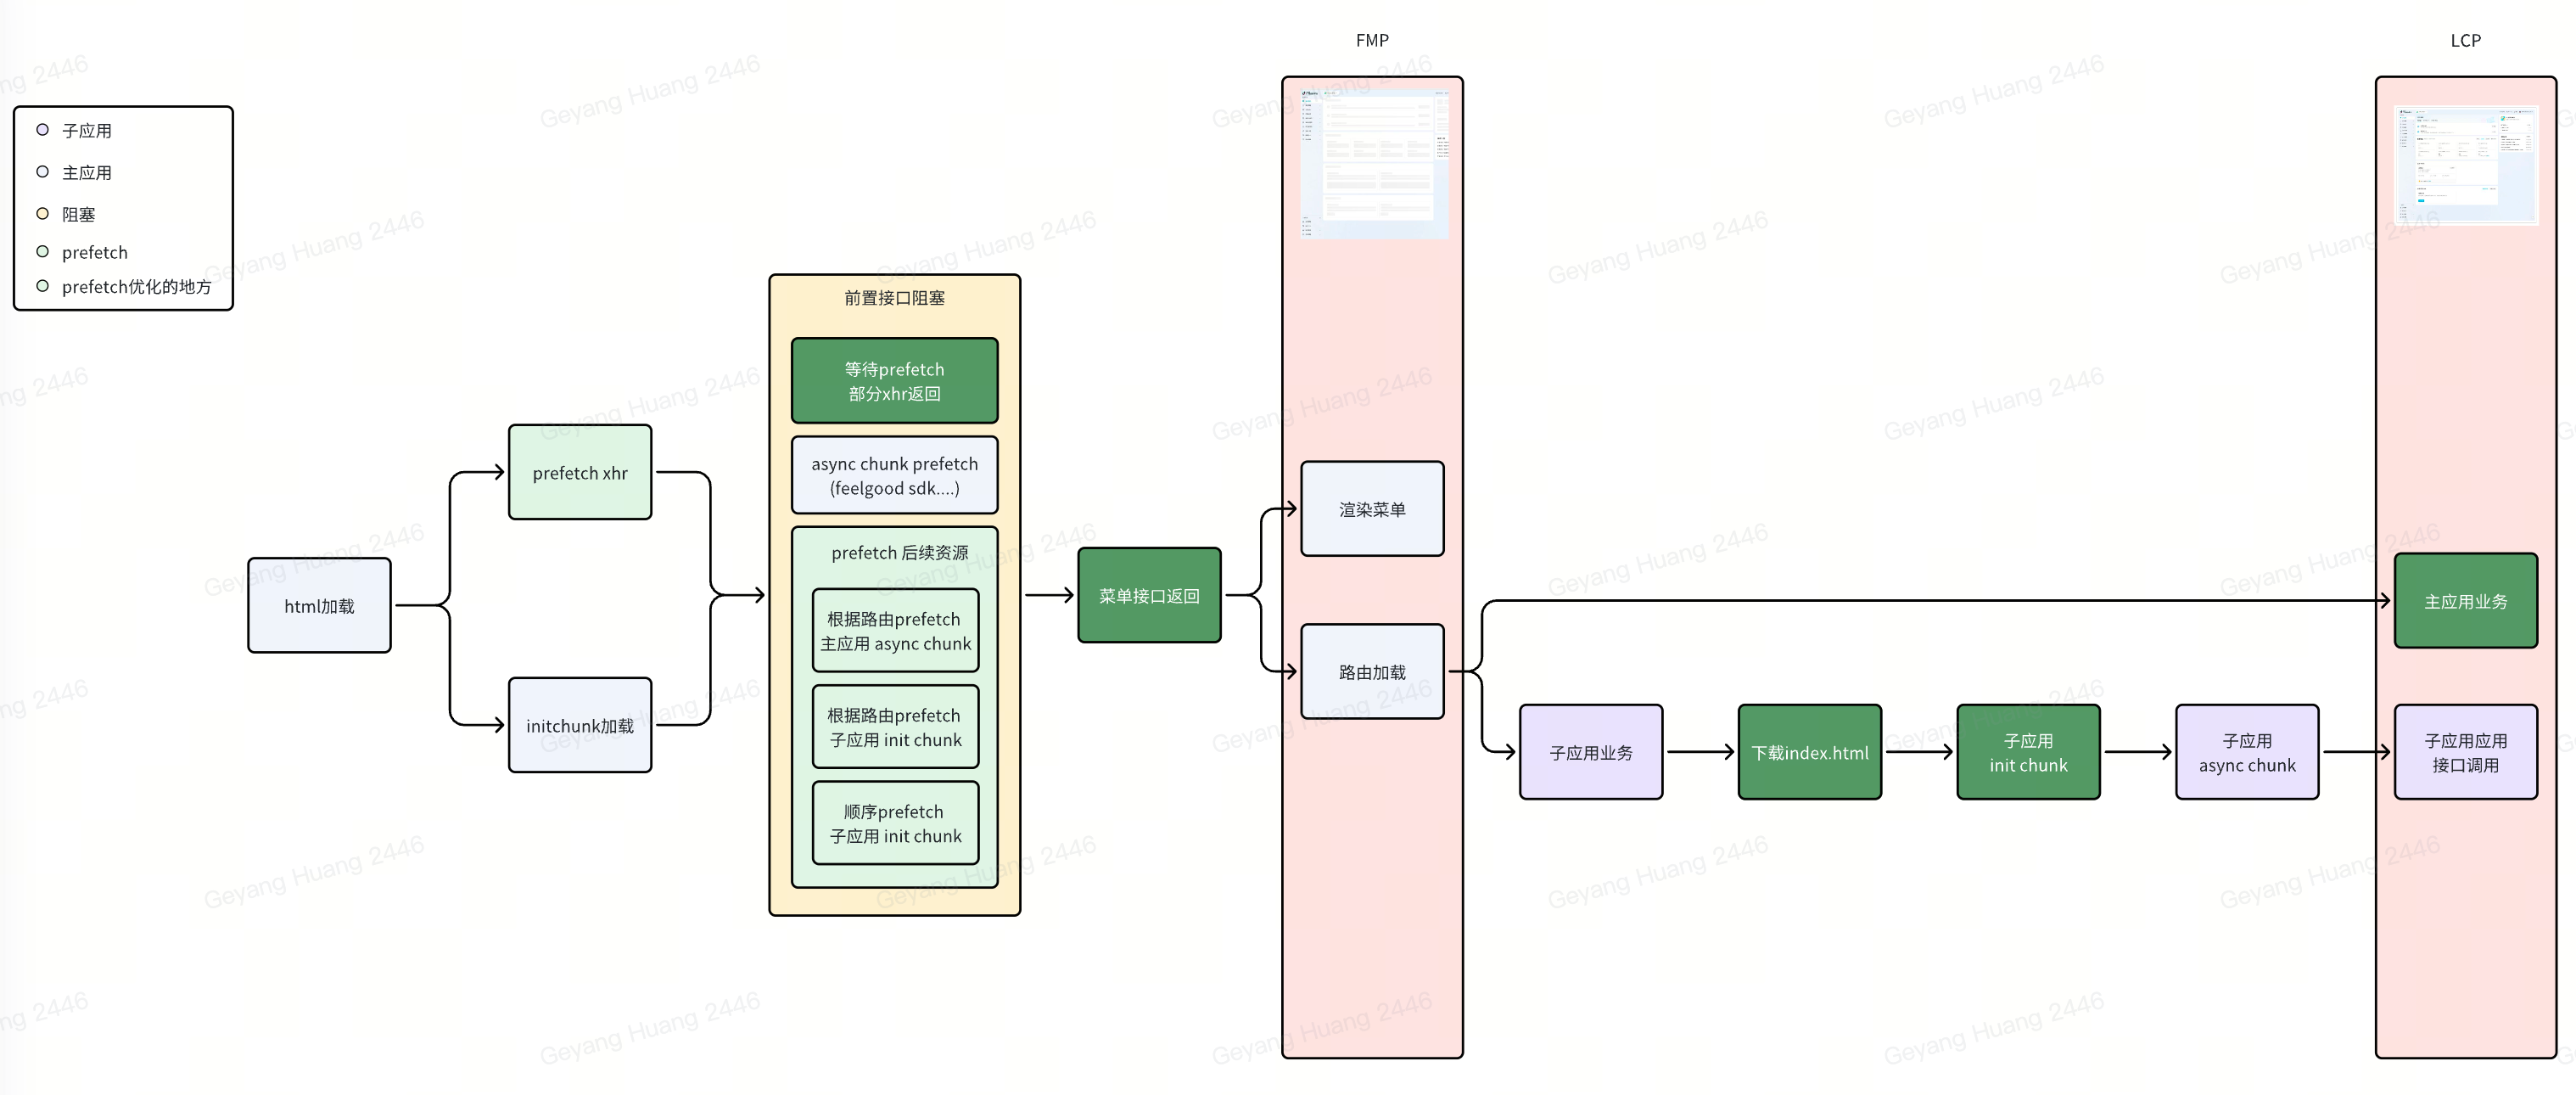 FMP
LCP
子应用
主应用
阻塞
prefetch
prefetch优化的地方
前置接口阻塞
等待prefetch
部分xhr返回
async chunk prefetch
(feelgood sdk....)
prefetch 后续资源
根据路由prefetch
主应用 async chunk
根据路由prefetch
子应用 init chunk
顺序prefetch
子应用 init chunk
prefetch xhr
html加载
initchunk加载
菜单接口返回
渲染菜单
路由加载
主应用业务
子应用业务
下载index.html
子应用
init chunk
子应用
async chunk
子应用应用
接口调用
Geyang Huang 2446